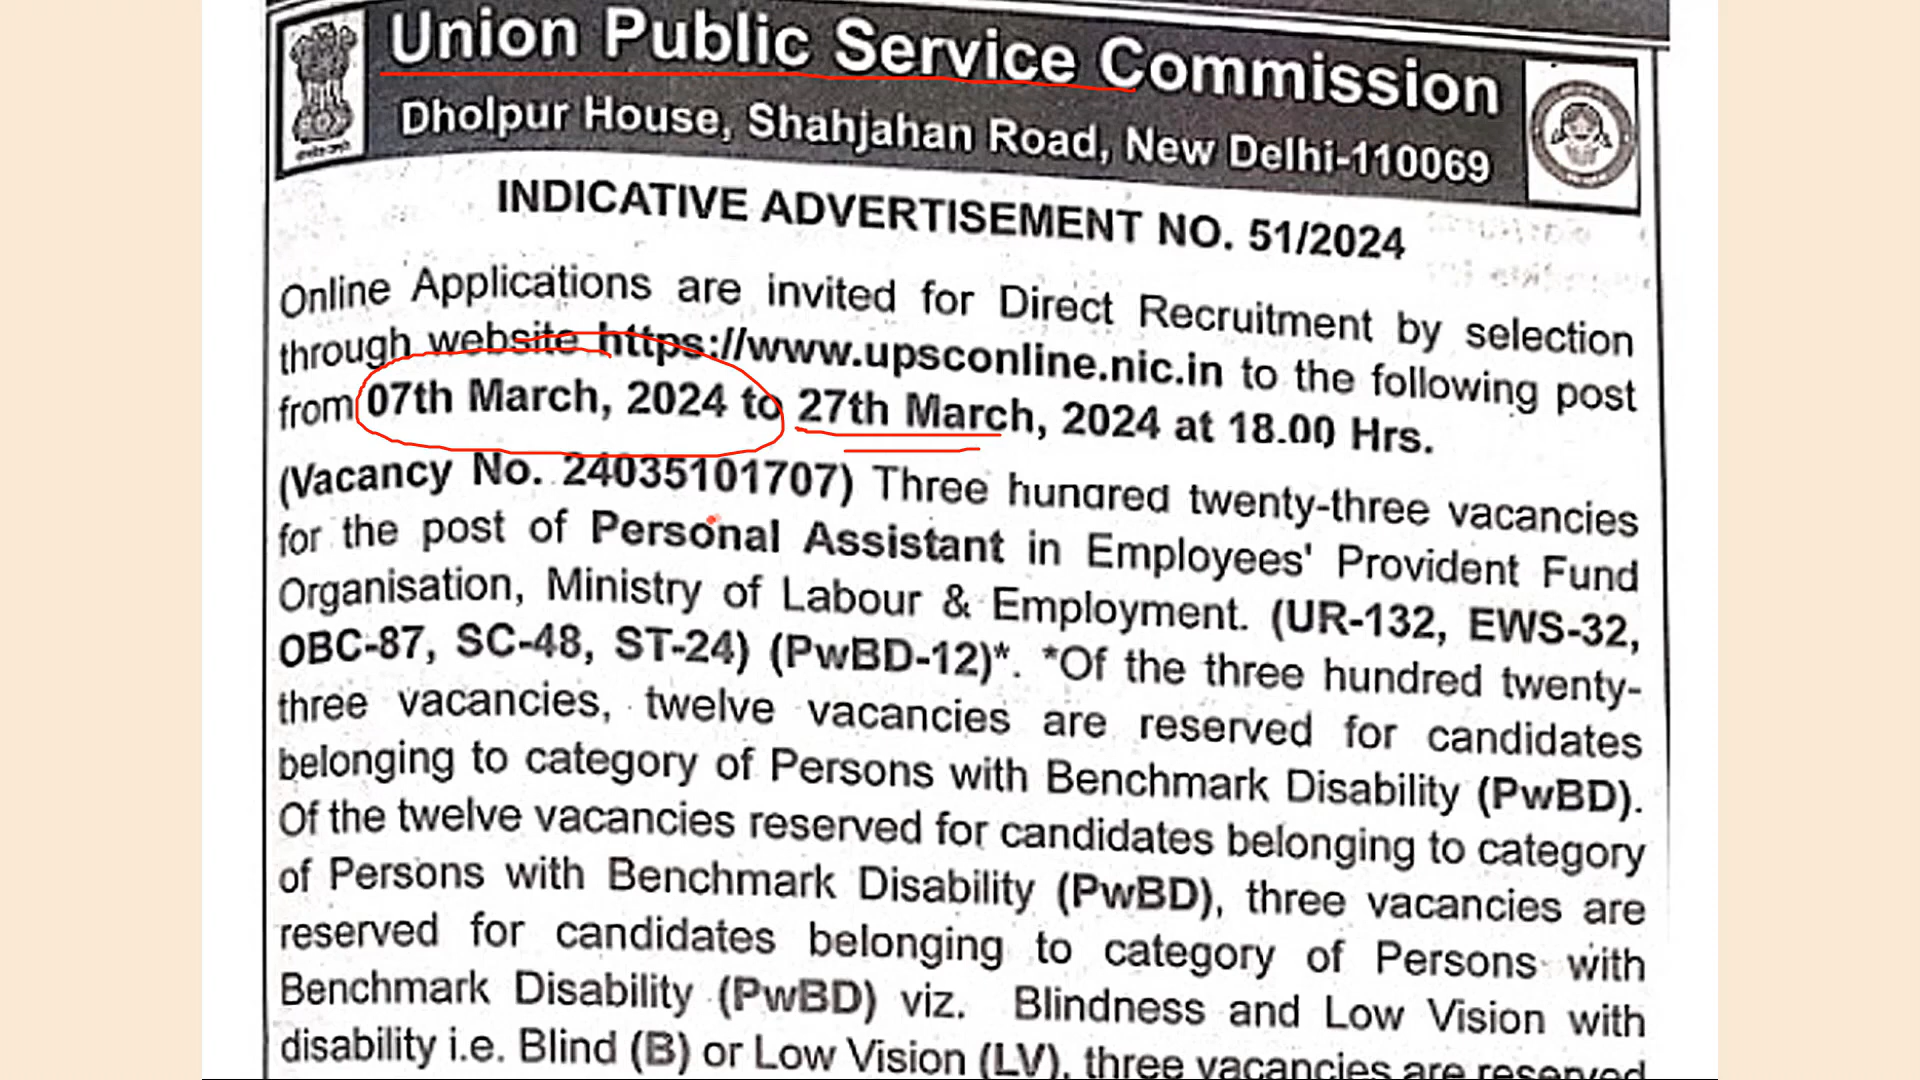 Union Public Service Commission
Dholpur House, Shahjahan Road, New Delhi-110069
INDICATIVE ADVERTISEMENT NO. 51/2024
Online Applications are invited for Direct Recruitment by selection
through website https://www.upsconline.nic.in to the following post
from 07th March, 2024 to 27th March, 2024 at 18.00 Hrs.
(Vacancy No. 24035101707) Three hundred twenty-three vacancies
for the post of Personal Assistant in Employees' Provident Fund
Organisation, Ministry of Labour & Employment. (UR-132, EWS-32,
OBC-87, SC-48, ST-24) (PwBD-12)*. *Of the three hundred twenty-
three vacancies, twelve vacancies are reserved for candidates
belonging to category of Persons with Benchmark Disability (PwBD).
Of the twelve vacancies reserved for candidates belonging to category
of Persons with Benchmark Disability (PwBD), three vacancies are
reserved for candidates belonging to category of Persons with
Benchmark Disability (PwBD) viz. Blindness and Low Vision with
disability i.e. Blind (B) or Low Vision (LV), three vacancies are reserved